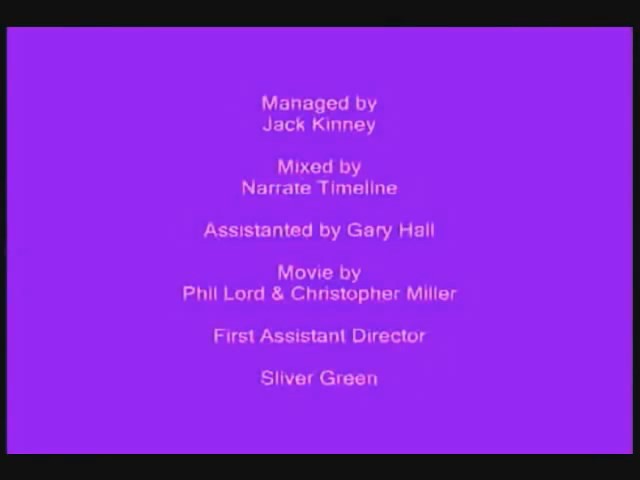 Managed by
Jack Kinney
Mixed by
Narrate Timeline
Assistanted by Gary Hall
Movie by
Phil Lord & Christopher Miller
First Assistant Director
Sliver Green